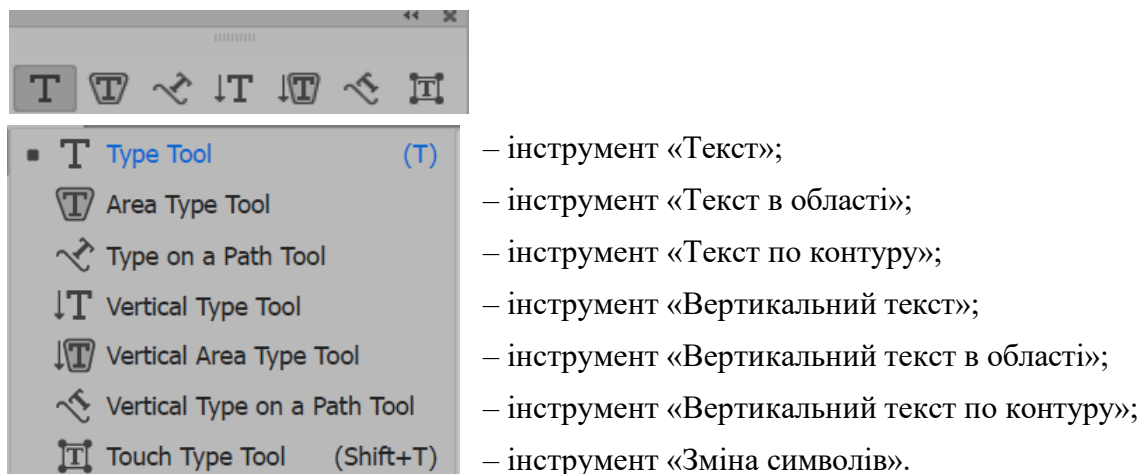 Type Tool (T) – інструмент «Текст»;
Area Type Tool – інструмент «Текст в області»;
Type on a Path Tool – інструмент «Текст по контуру»;
Vertical Type Tool – інструмент «Вертикальний текст»;
Vertical Area Type Tool – інструмент «Вертикальний текст в області»;
Vertical Type on a Path Tool – інструмент «Вертикальний текст по контуру»;
Touch Type Tool (Shift+T) – інструмент «Зміна символів».